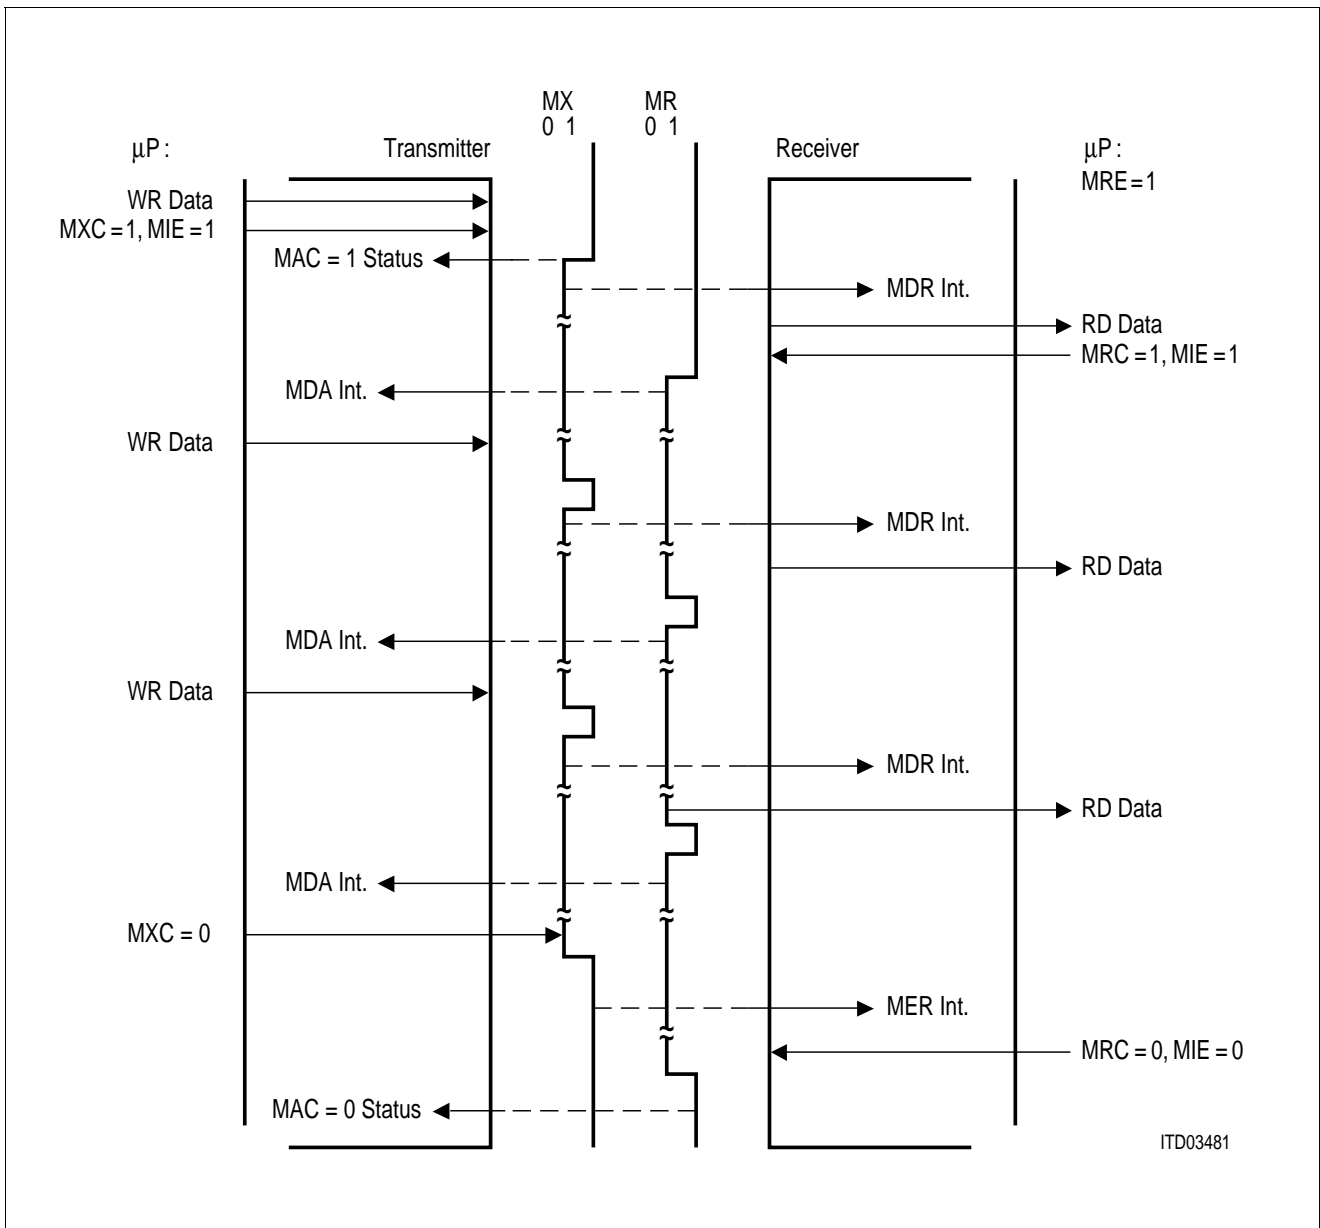 MX MR
0 1 0 1
μP : Transmitter Receiver μP :
MRE = 1
WR Data
MXC = 1, MIE = 1
MAC = 1 Status
MDR Int.
RD Data
MRC = 1, MIE = 1
MDA Int.
WR Data
MDR Int.
RD Data
MDA Int.
WR Data
MDR Int.
RD Data
MDA Int.
MXC = 0
MER Int.
MRC = 0, MIE = 0
MAC = 0 Status
ITD03481